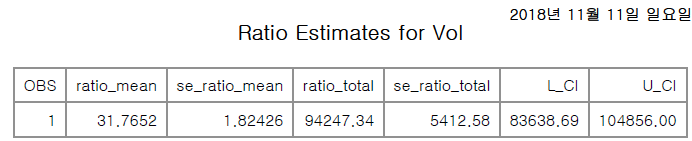 2018년 11월 11일 일요일
Ratio Estimates for Vol
OBS ratio_mean se_ratio_mean ratio_total se_ratio_total L_CI U_CI
1 31.7652 1.82426 94247.34 5412.58 83638.69 104856.00